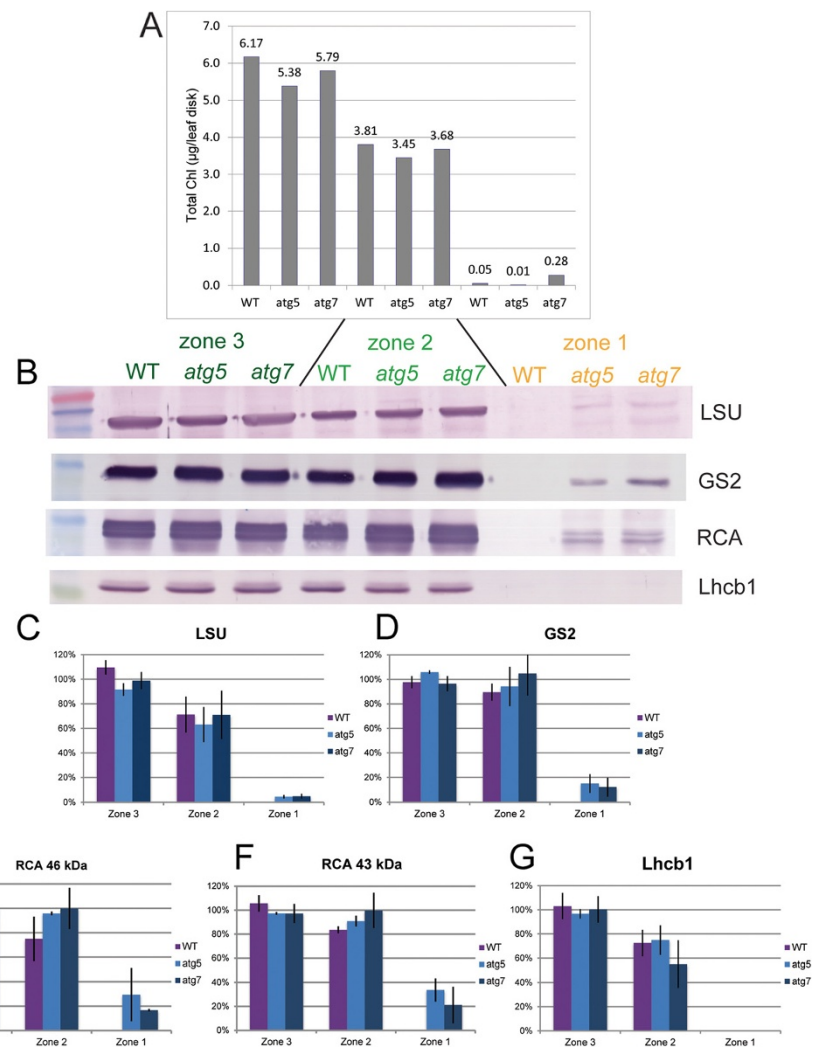 A
7.0
6.0
5.0
4.0
3.0
2.0
1.0
0.0
Total Chl (µg/leaf disk)
6.17
5.38
5.79
3.81
3.45
3.68
0.05
0.01
0.28
WT atg5 atg7 WT atg5 atg7 WT atg5 atg7
zone 3 zone 2 zone 1
B WT atg5 atg7 WT atg5 atg7 WT atg5 atg7
LSU
GS2
RCA
Lhcb1
C LSU
120%
100%
80%
60%
40%
20%
0%
Zone 3 Zone 2 Zone 1
WT
atg5
atg7
D GS2
120%
100%
80%
60%
40%
20%
0%
Zone 3 Zone 2 Zone 1
WT
atg5
atg7
RCA 46 kDa
Zone 2 Zone 1
WT
atg5
atg7
F RCA 43 kDa
120%
100%
80%
60%
40%
20%
0%
Zone 3 Zone 2 Zone 1
WT
atg5
atg7
G Lhcb1
120%
100%
80%
60%
40%
20%
0%
Zone 3 Zone 2 Zone 1
WT
atg5
atg7